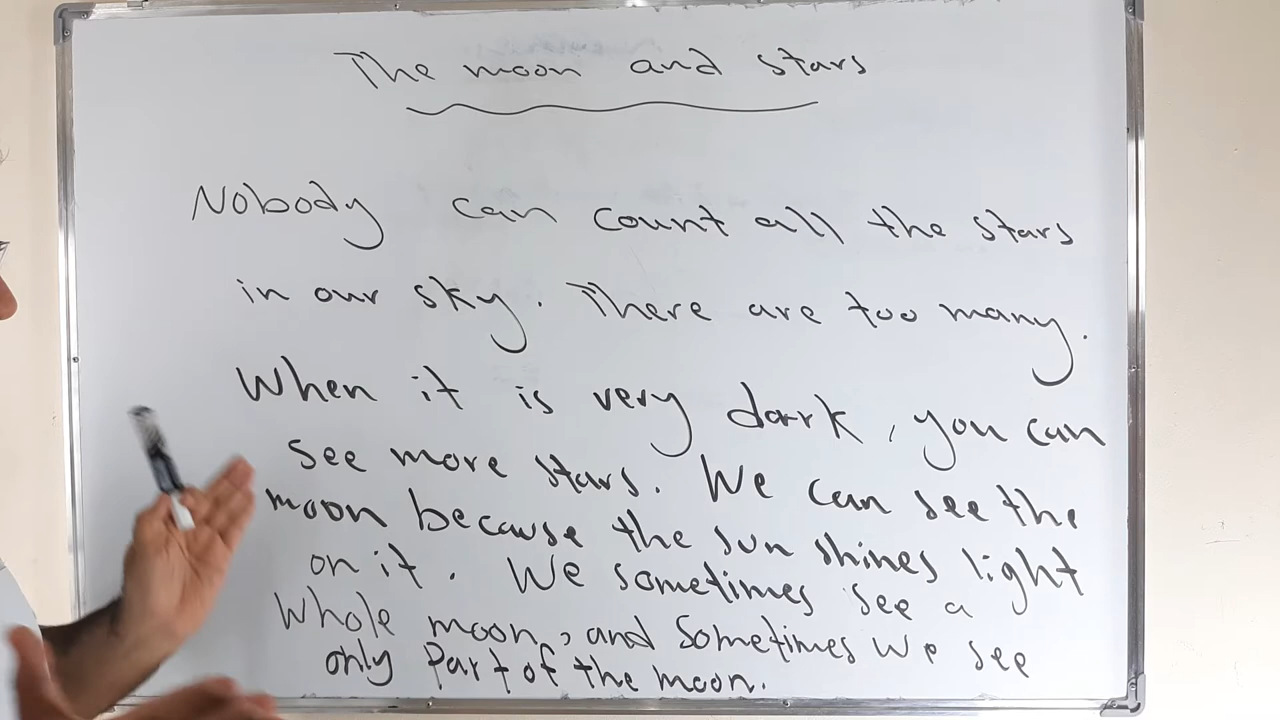 The moon and stars
Nobody can count all the stars
in our sky. There are too many.
When it is very dark, you can
see more stars. We can see the
moon because the sun shines light
on it. We sometimes see a
whole moon, and sometimes we see
only part of the moon.